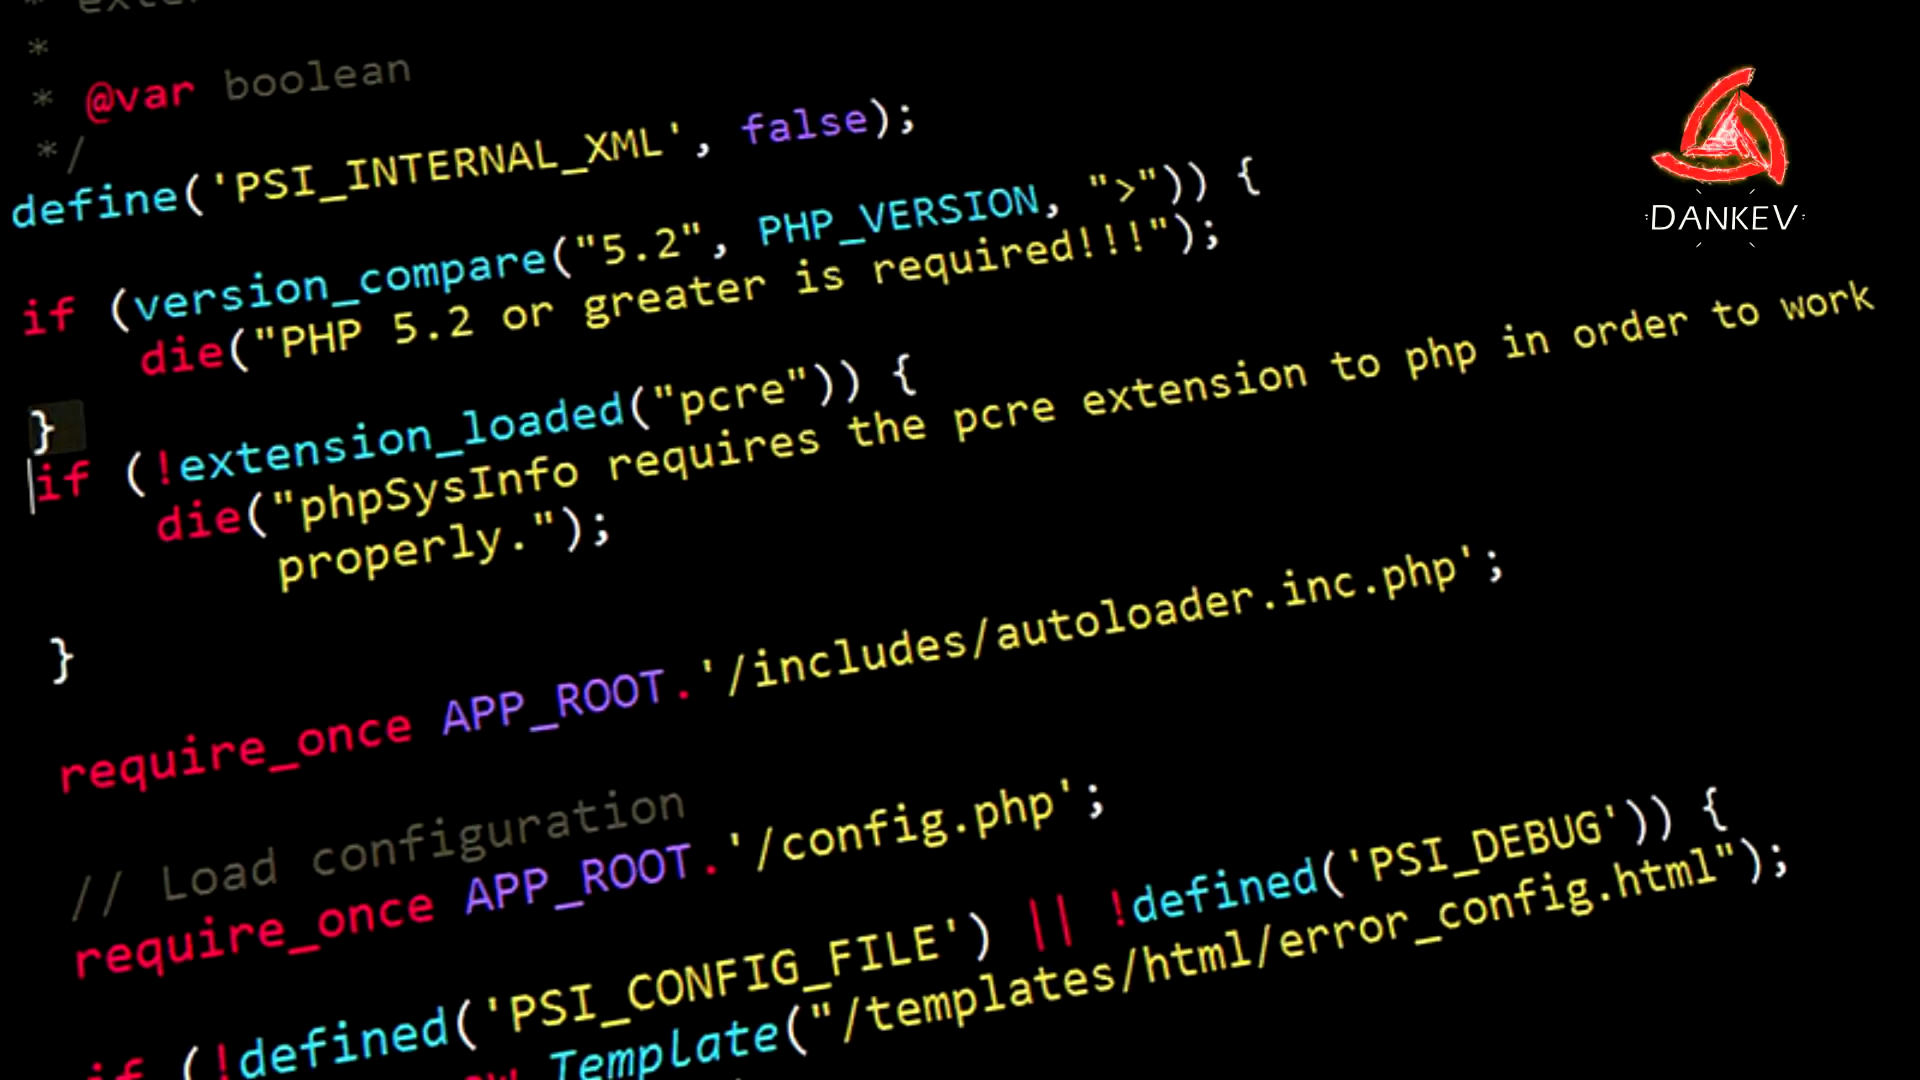 *
* @var boolean
*/
define('PSI_INTERNAL_XML', false);
if (version_compare("5.2", PHP_VERSION, ">")) {
die("PHP 5.2 or greater is required!!!");
}
if (!extension_loaded("pcre")) {
die("phpSysInfo requires the pcre extension to php in order to work
properly.");
}
require_once APP_ROOT.'/includes/autoloader.inc.php';
// Load configuration
require_once APP_ROOT.'/config.php';
if (!defined('PSI_CONFIG_FILE') || !defined('PSI_DEBUG')) {
Template("/templates/html/error_config.html");
DANKEV